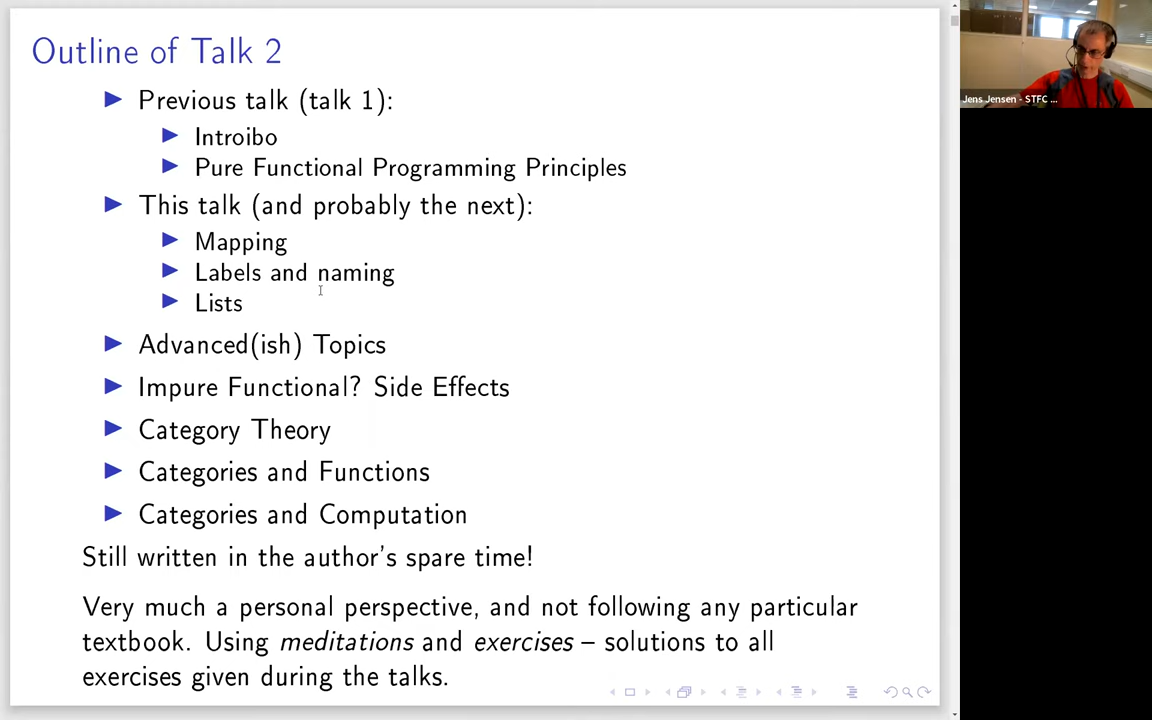 Outline of Talk 2
Previous talk (talk 1):
Introibo
Pure Functional Programming Principles
This talk (and probably the next):
Mapping
Labels and naming
Lists
Advanced(ish) Topics
Impure Functional? Side Effects
Category Theory
Categories and Functions
Categories and Computation
Still written in the author's spare time!
Very much a personal perspective, and not following any particular
textbook. Using meditations and exercises – solutions to all
exercises given during the talks.
Jens Jensen - STFC ...